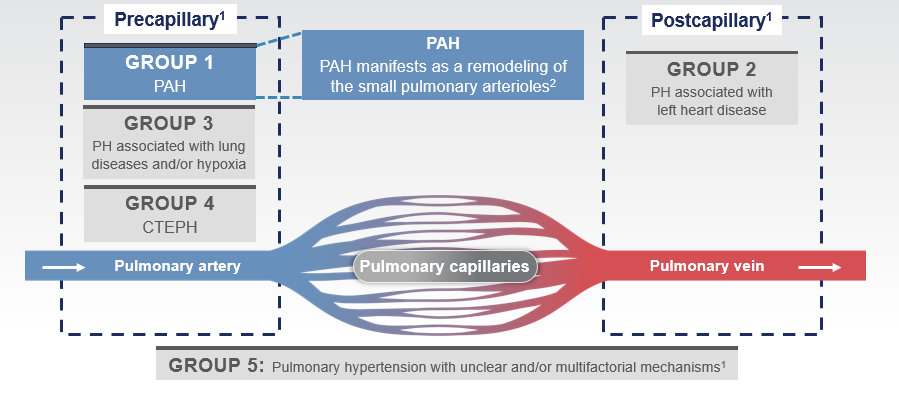 Precapillary¹
Postcapillary¹
GROUP 1
PAH
PAH
PAH manifests as a remodeling of
the small pulmonary arterioles²
GROUP 2
PH associated with
left heart disease
GROUP 3
PH associated with lung
diseases and/or hypoxia
GROUP 4
CTEPH
Pulmonary artery
Pulmonary capillaries
Pulmonary vein
GROUP 5: Pulmonary hypertension with unclear and/or multifactorial mechanisms¹